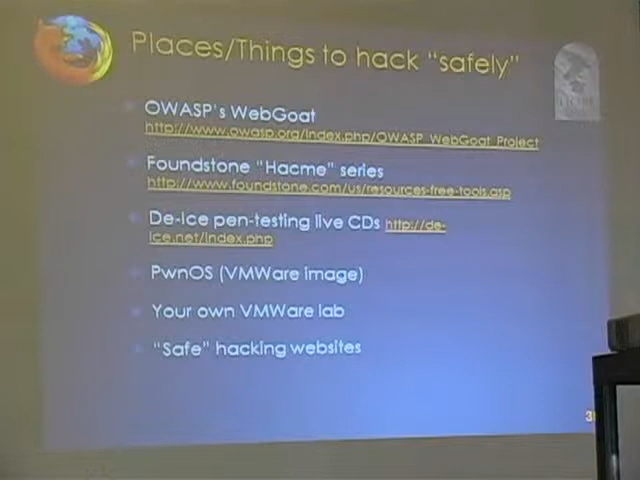 Places/Things to hack “safely”
OWASP's WebGoat
http://www.owasp.org/index.php/OWASP_WebGoat_Project
Foundstone “Hacme” series
http://www.foundstone.com/us/resources-free-tools.asp
De-Ice pen-testing live CDs http://de-
ice.net/index.php
PwnOS (VMWare image)
Your own VMWare lab
“Safe” hacking websites